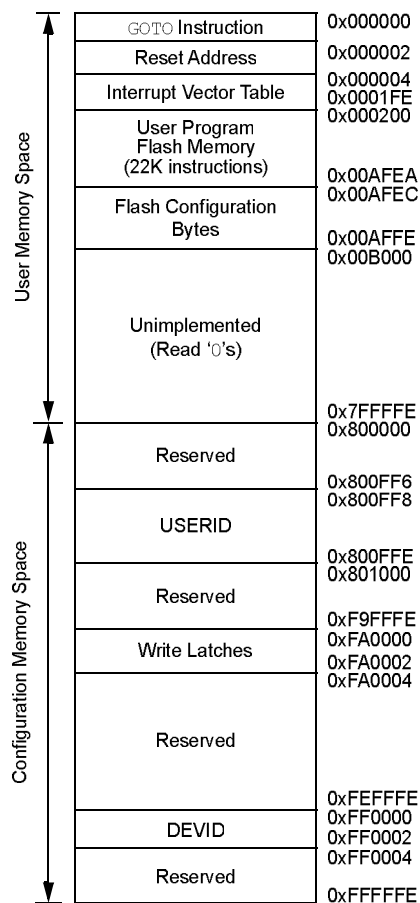 GOTO Instruction
0x000000
Reset Address
0x000002
Interrupt Vector Table
0x000004
0x0001FE
User Program
Flash Memory
(22K instructions)
0x000200
0x00AFEA
Flash Configuration
Bytes
0x00AFEC
0x00AFFE
Unimplemented
(Read ‘0’s)
0x00B000
0x7FFFFE
User Memory Space
Reserved
0x800000
0x800FF6
USERID
0x800FF8
0x800FFE
Reserved
0x801000
0xF9FFFE
Write Latches
0xFA0000
0xFA0002
Reserved
0xFA0004
0xFEFFFE
DEVID
0xFF0000
0xFF0002
Reserved
0xFF0004
0xFFFFFE
Configuration Memory Space